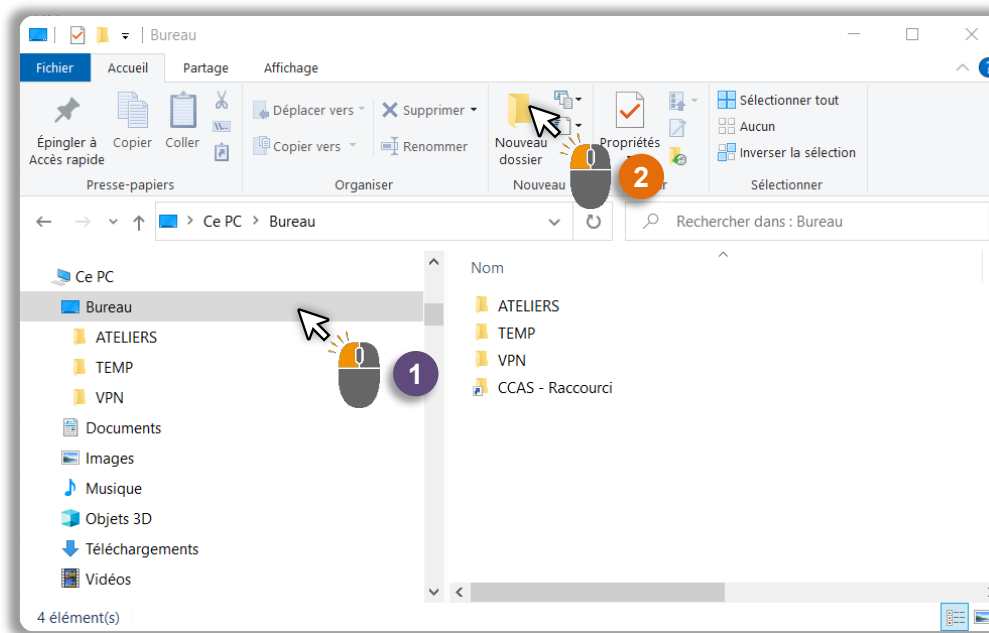 Bureau
Fichier Accueil Partage Affichage
Épingler à
Accès rapide
Copier
Coller
Déplacer vers
Copier vers
Supprimer
Renommer
Nouveau
dossier
Propriétés
Sélectionner tout
Aucun
Inverser la sélection
Presse-papiers Organiser Nouveau Sélectionner
2
Ce PC > Bureau
Rechercher dans : Bureau
Ce PC
Bureau
ATELIERS
TEMP
VPN
Documents
Images
Musique
Objets 3D
Téléchargements
Vidéos
1
Nom
ATELIERS
TEMP
VPN
CCAS - Raccourci
4 élément(s)